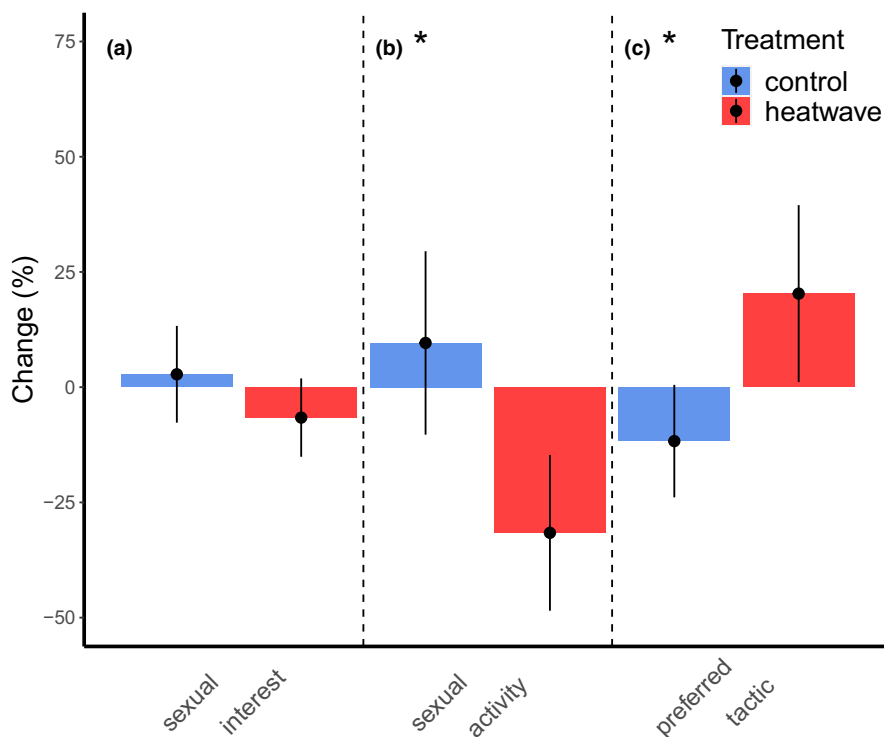 (a)
(b) *
(c) *
Treatment
control
heatwave
75
50
25
0
−25
−50
Change (%)
sexual
interest
sexual
activity
preferred
tactic